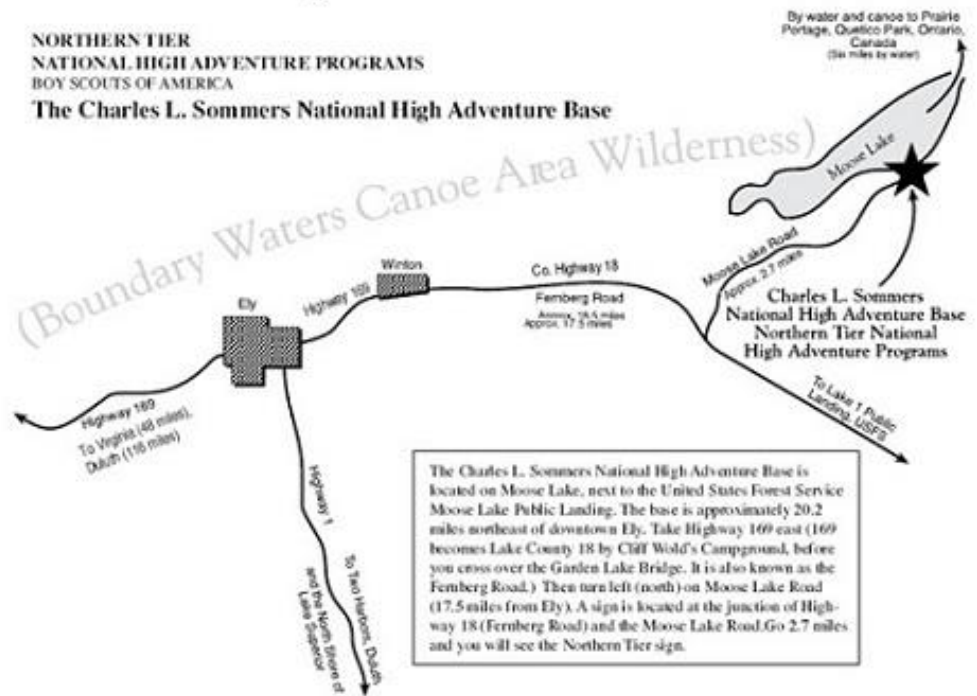 NORTHERN TIER
NATIONAL HIGH ADVENTURE PROGRAMS
BOY SCOUTS OF AMERICA
The Charles L. Sommers National High Adventure Base
By water and canoe to Prairie
Portage, Quetico Park, Ontario,
Canada
(Six miles by water)
(Boundary Waters Canoe Area Wilderness)
Moose Lake
Moose Lake Road
Approx. 2.7 miles
Charles L. Sommers
National High Adventure Base
Northern Tier National
High Adventure Programs
Winton
Co. Highway 18
Fernberg Road
Approx. 18.5 miles
Approx. 17.5 miles
Highway 169
Ely
Highway 169
To Virginia (48 miles),
Duluth (116 miles)
To Lake 1 Public
Landing, USFS
Highway 1
To Two Harbors, Duluth
and the North Shore of
Lake Superior
The Charles L. Sommers National High Adventure Base is
located on Moose Lake, next to the United States Forest Service
Moose Lake Public Landing. The base is approximately 20.2
miles northeast of downtown Ely. Take Highway 169 east (169
becomes Lake County 18 by Cliff Wold's Campground, before
you cross over the Garden Lake Bridge. It is also known as the
Fernberg Road.) Then turn left (north) on Moose Lake Road
(17.5 miles from Ely). A sign is located at the junction of High-
way 18 (Fernberg Road) and the Moose Lake Road.Go 2.7 miles
and you will see the Northern Tier sign.